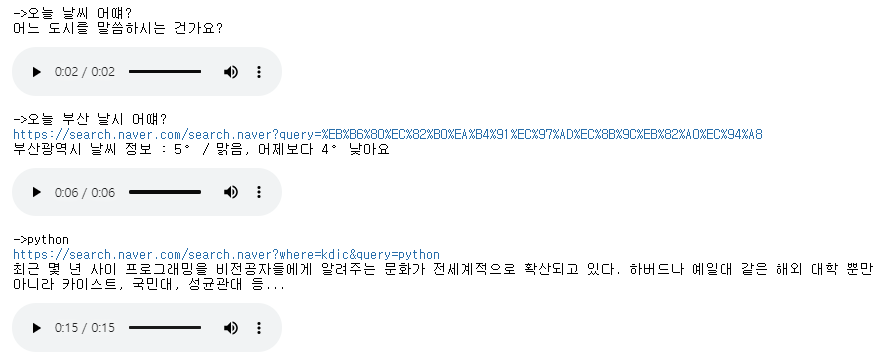 ->오늘 날씨 어떄?
어느 도시를 말씀하시는 건가요?
0:02 / 0:02
->오늘 부산 날시 어떄?
https://search.naver.com/search.naver?query=%EB%B6%80%EC%82%B0%EA%B4%91%EC%97%AD%EC%8B%9C%EB%82%A0%EC%94%A8
부산광역시 날씨 정보 : 5° / 맑음, 어제보다 4° 낮아요
0:06 / 0:06
->python
https://search.naver.com/search.naver?where=kdic&query=python
최근 몇 년 사이 프로그래밍을 비전공자들에게 알려주는 문화가 전세계적으로 확산되고 있다. 하버드나 예일대 같은 해외 대학 뿐만
아니라 카이스트, 국민대, 성균관대 등...
0:15 / 0:15